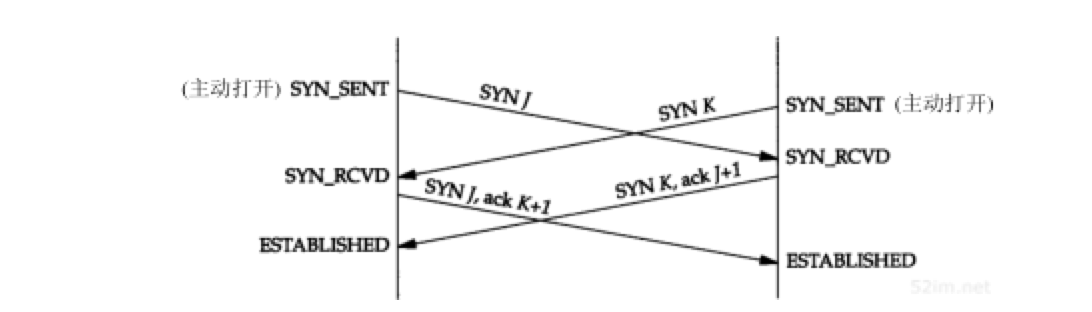 (主动打开) SYN_SENT
SYN J
SYN K
SYN_SENT (主动打开)
SYN_RCVD
SYN_RCVD
SYN J, ack K+1
SYN K, ack J+1
ESTABLISHED
ESTABLISHED
52im.net